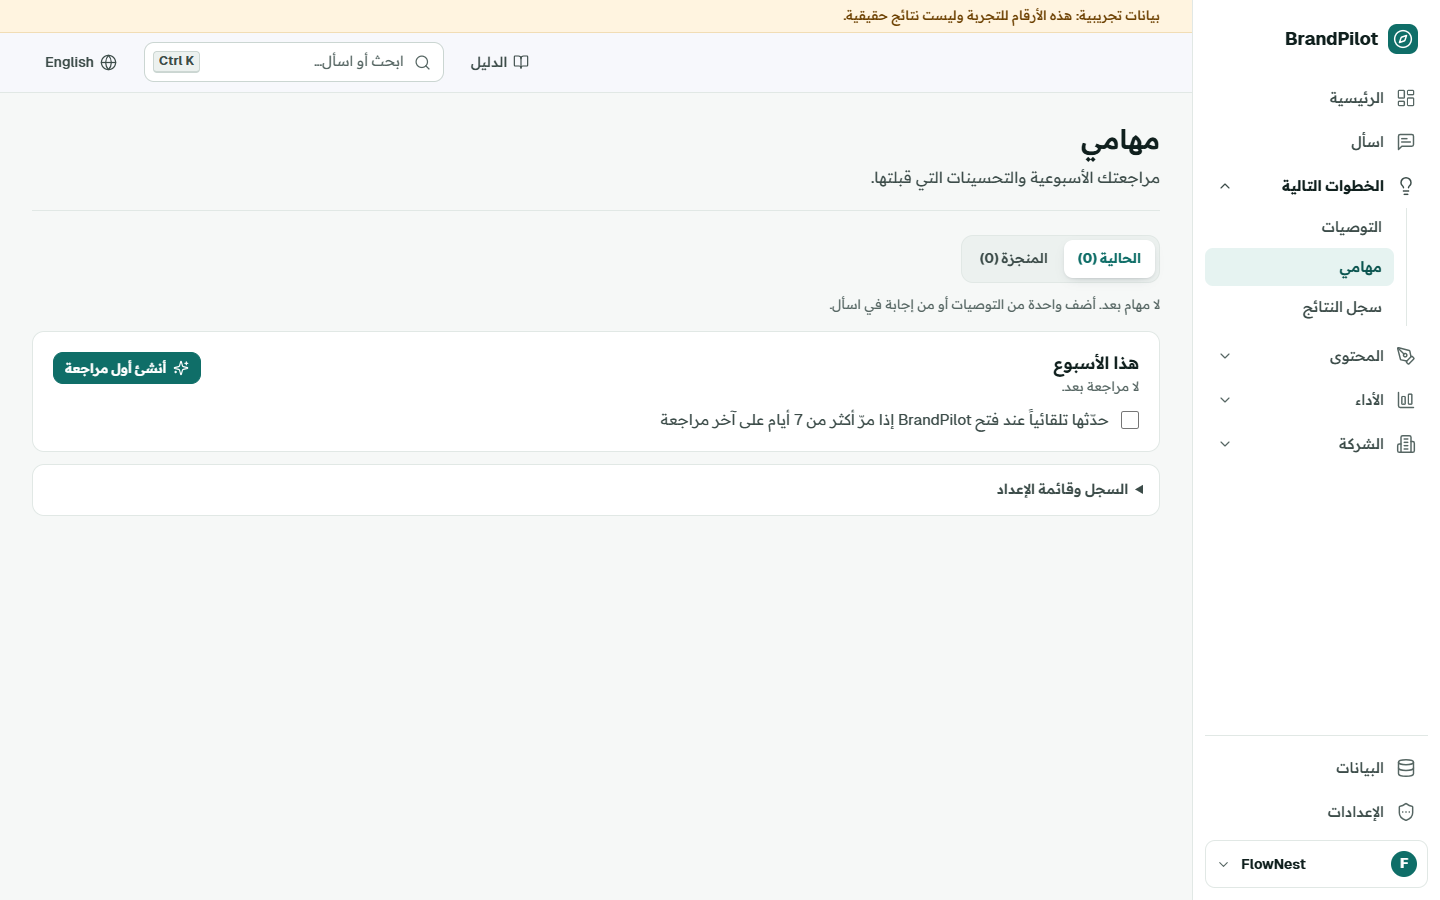 بيانات تجريبية: هذه الأرقام للتجربة وليست نتائج حقيقية.
BrandPilot
الرئيسية
اسأل
الخطوات التالية
التوصيات
مهامي
سجل النتائج
المحتوى
الأداء
الشركة
البيانات
الإعدادات
F FlowNest
الدليل
ابحث أو اسأل...
Ctrl K
English
مهامي
مراجعتك الأسبوعية والتحسينات التي قبلتها.
الحالية (0)
المنجزة (0)
لا مهام بعد. أضف واحدة من التوصيات أو من إجابة في اسأل.
هذا الأسبوع
لا مراجعة بعد.
أنشئ أول مراجعة
حدّثها تلقائياً عند فتح BrandPilot إذا مرّ أكثر من 7 أيام على آخر مراجعة
السجل وقائمة الإعداد